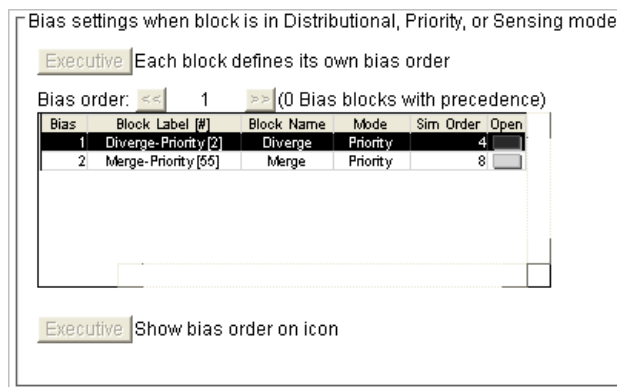 Bias settings when block is in Distributional, Priority, or Sensing mode
Executive Each block defines its own bias order
Bias order: << 1 >> (0 Bias blocks with precedence)
Bias Block Label [#] Block Name Mode Sim Order Open
1 Diverge-Priority [2] Diverge Priority 4
2 Merge-Priority [55] Merge Priority 8
Executive Show bias order on icon